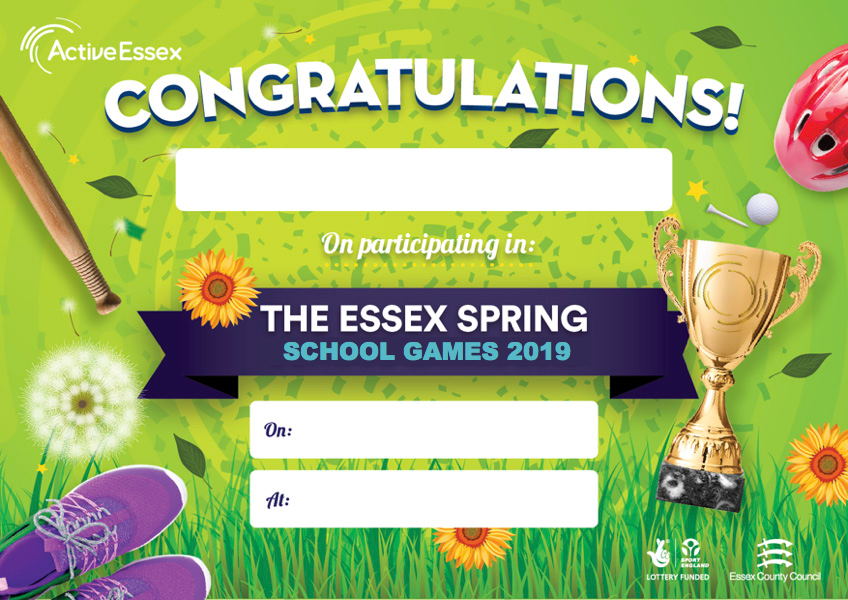 ActiveEssex
CONGRATULATIONS!
On participating in:
THE ESSEX SPRING
SCHOOL GAMES 2019
On:
At:
SPORT
ENGLAND
LOTTERY FUNDED
Essex County Council